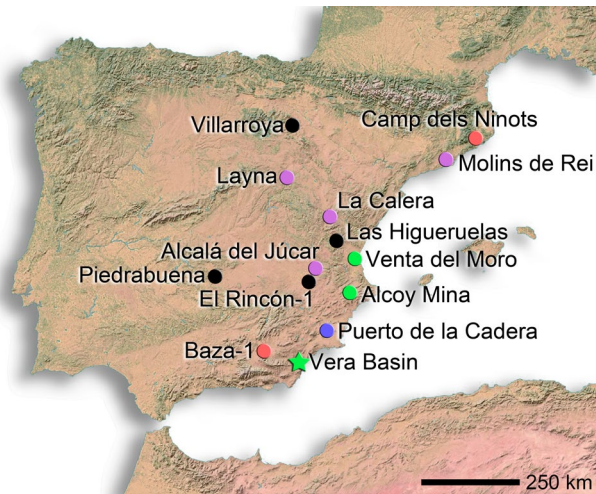 Villarroya
Camp dels Ninots
Molins de Rei
Layna
La Calera
Las Higueruelas
Alcalá del Júcar
Venta del Moro
Piedrabuena
El Rincón-1
Alcoy Mina
Puerto de la Cadera
Baza-1
Vera Basin
250 km